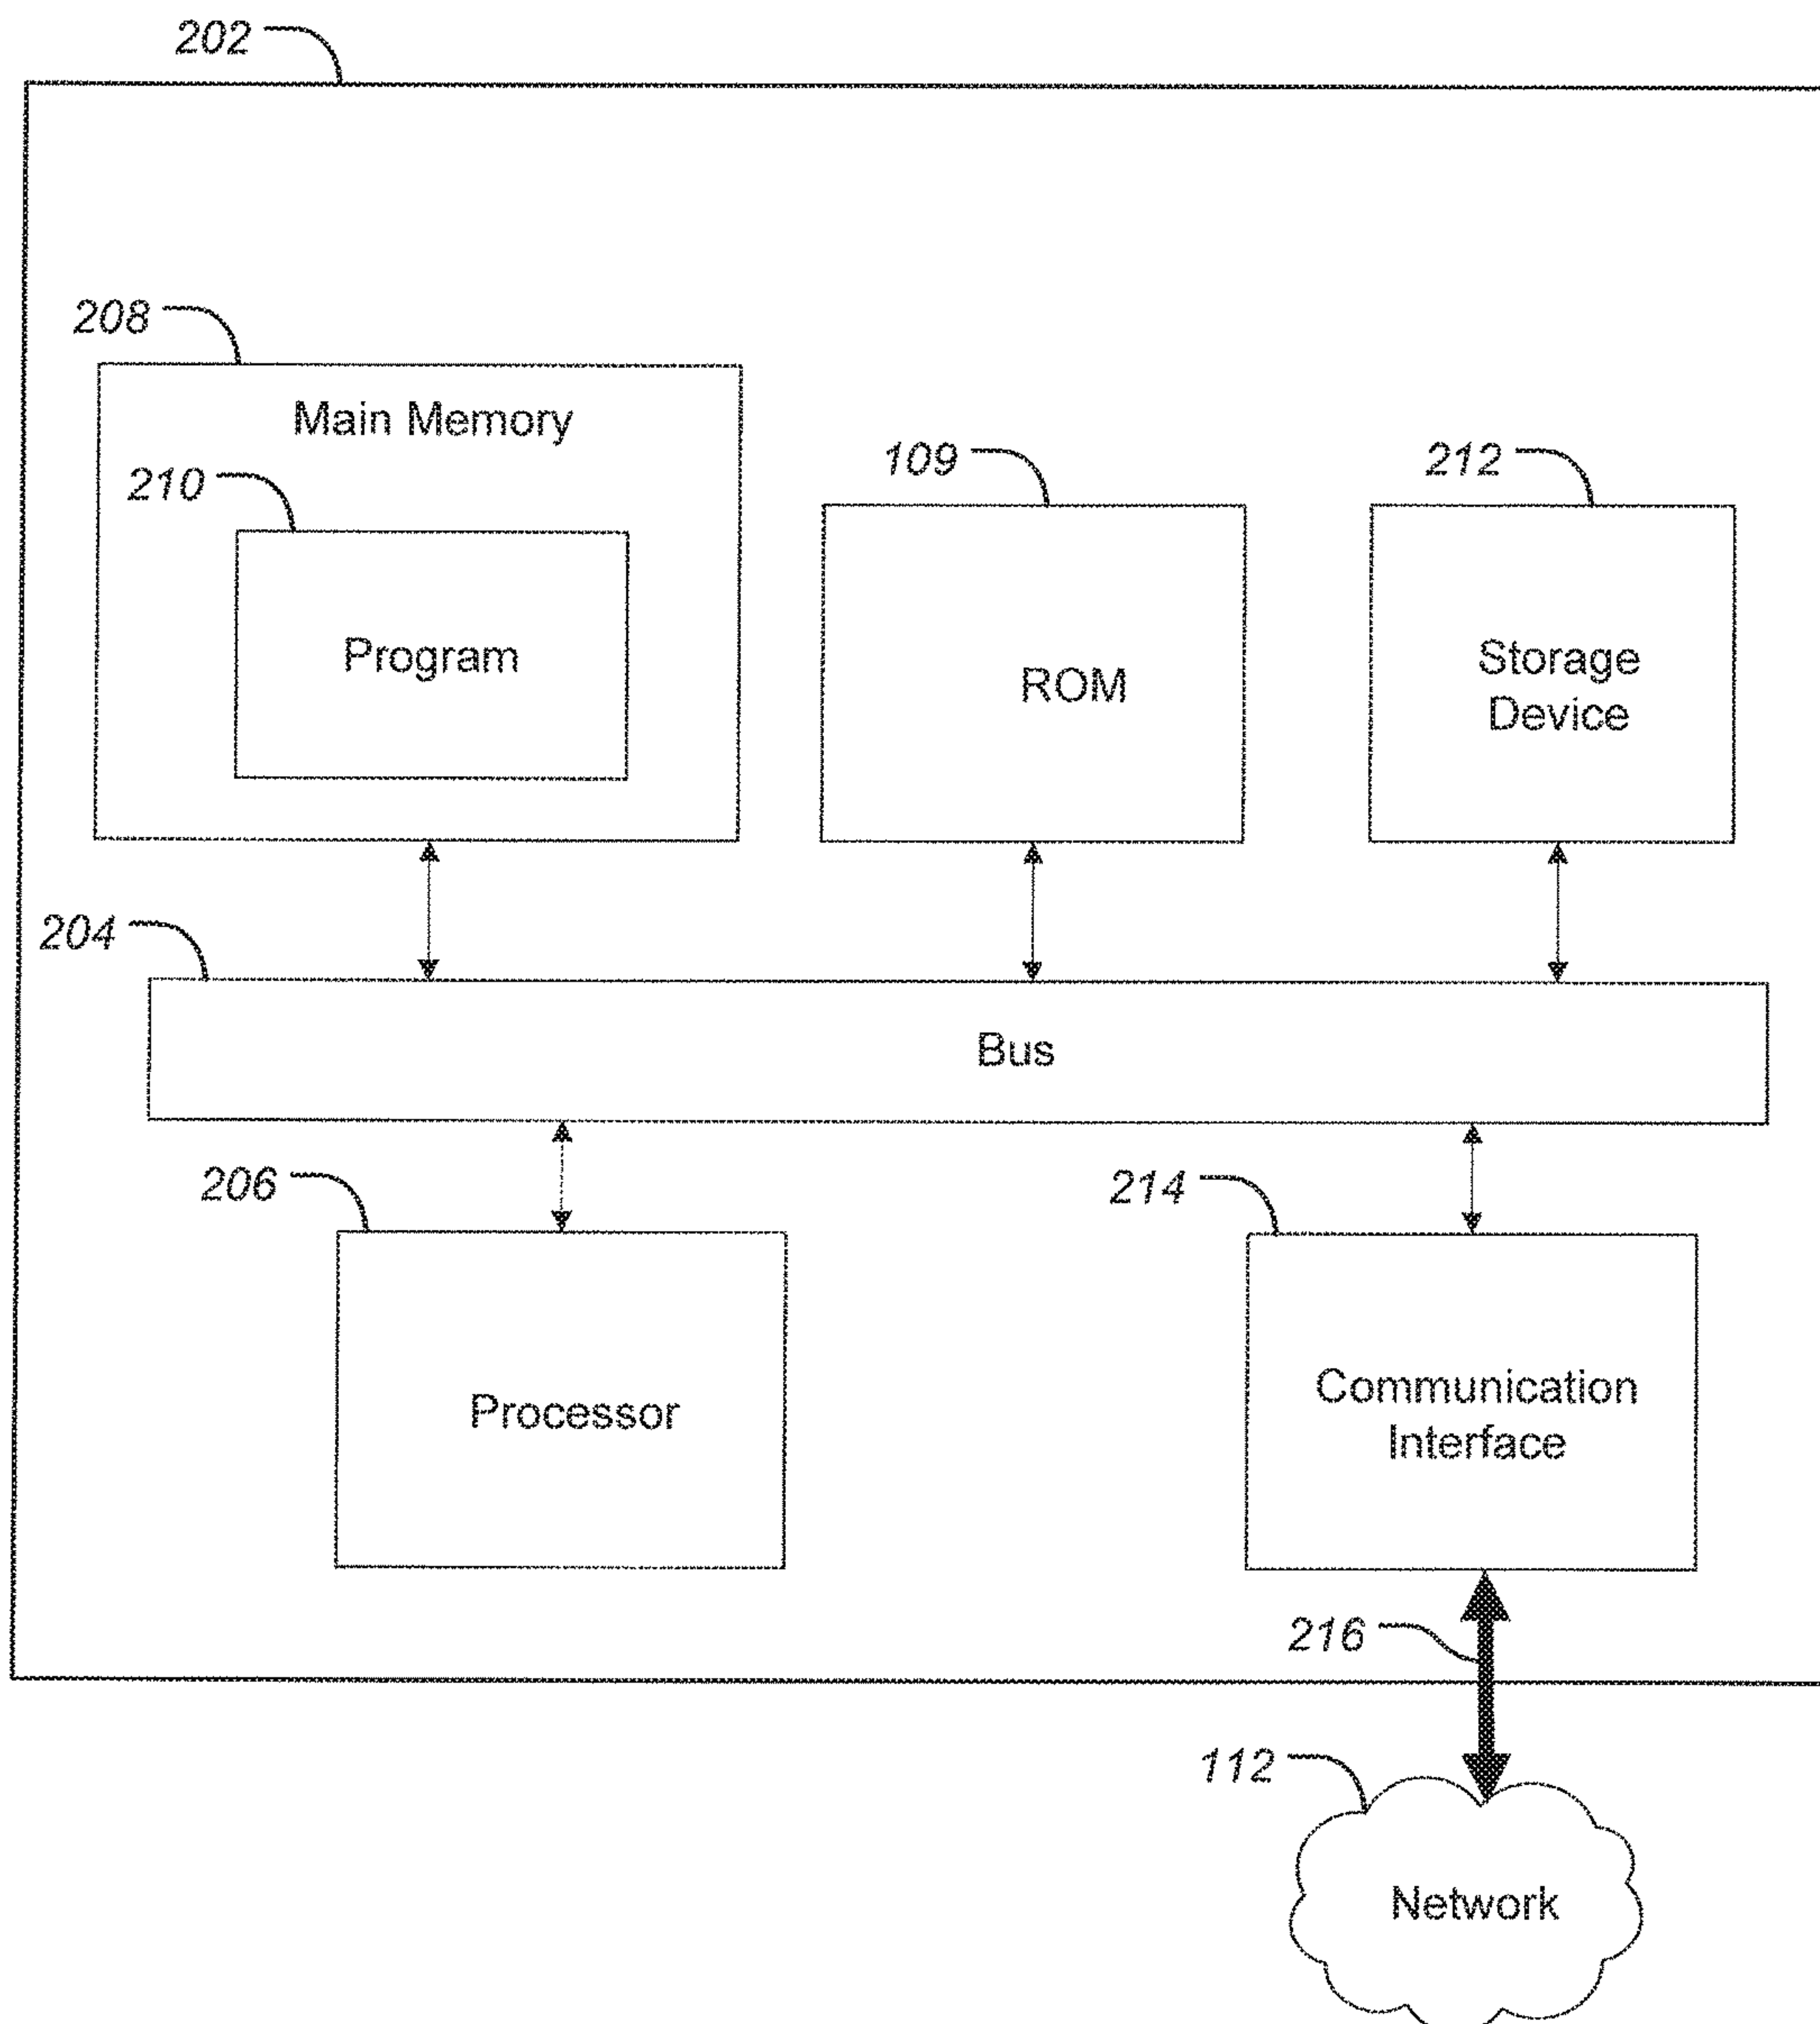 202
208
Main Memory
210
Program
109
ROM
212
Storage
Device
204
Bus
206
Processor
214
Communication
Interface
216
112
Network